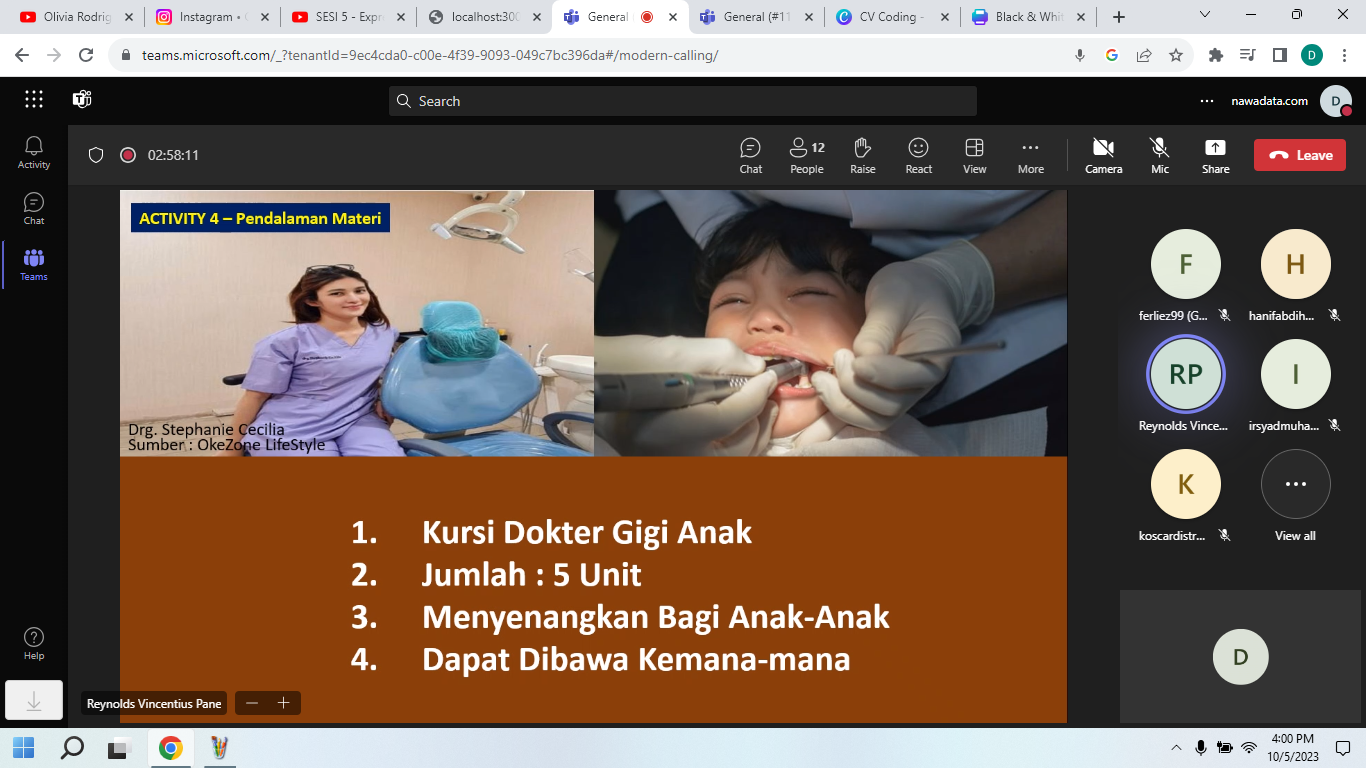 Olivia Rodrig
Instagram •
SESI 5 - Expr
localhost:300
General
General (#11
CV Coding -
Black & Whit
teams.microsoft.com/_?tenantId=9ec4cda0-c00e-4f39-9093-049c7bc396da#/modern-calling/
D
Search
nawadata.com
D
Activity
Chat
Teams
Help
02:58:11
Chat
12
People
Raise
React
View
More
Camera
Mic
Share
Leave
ACTIVITY 4 – Pendalaman Materi
Drg. Stephanie Cecilia
Sumber : OkeZone LifeStyle
1. Kursi Dokter Gigi Anak
2. Jumlah : 5 Unit
3. Menyenangkan Bagi Anak-Anak
4. Dapat Dibawa Kemana-mana
Reynolds Vincentius Pane
F
ferliez99 (G...
H
hanifabdih...
RP
Reynolds Vince...
I
irsyadmuha...
K
koscardistr...
View all
D
4:00 PM
10/5/2023